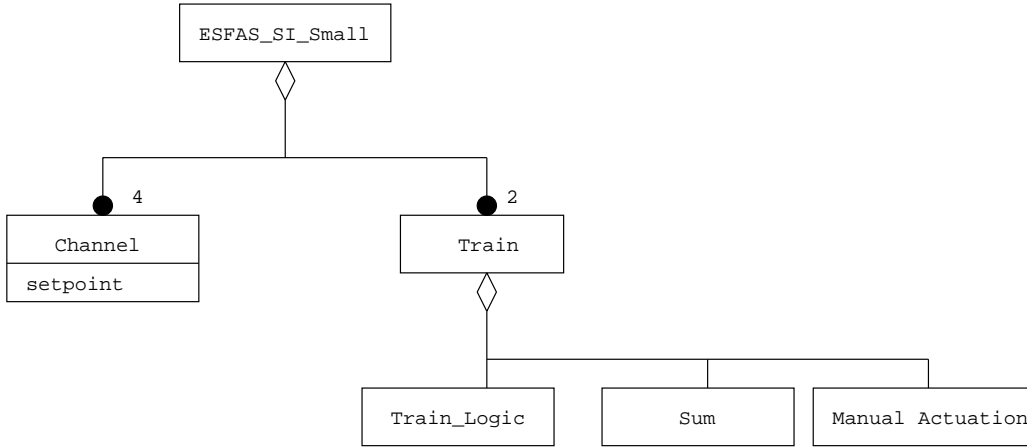 ESFAS_SI_Small
4
2
Channel
Train
setpoint
Train_Logic
Sum
Manual Actuation